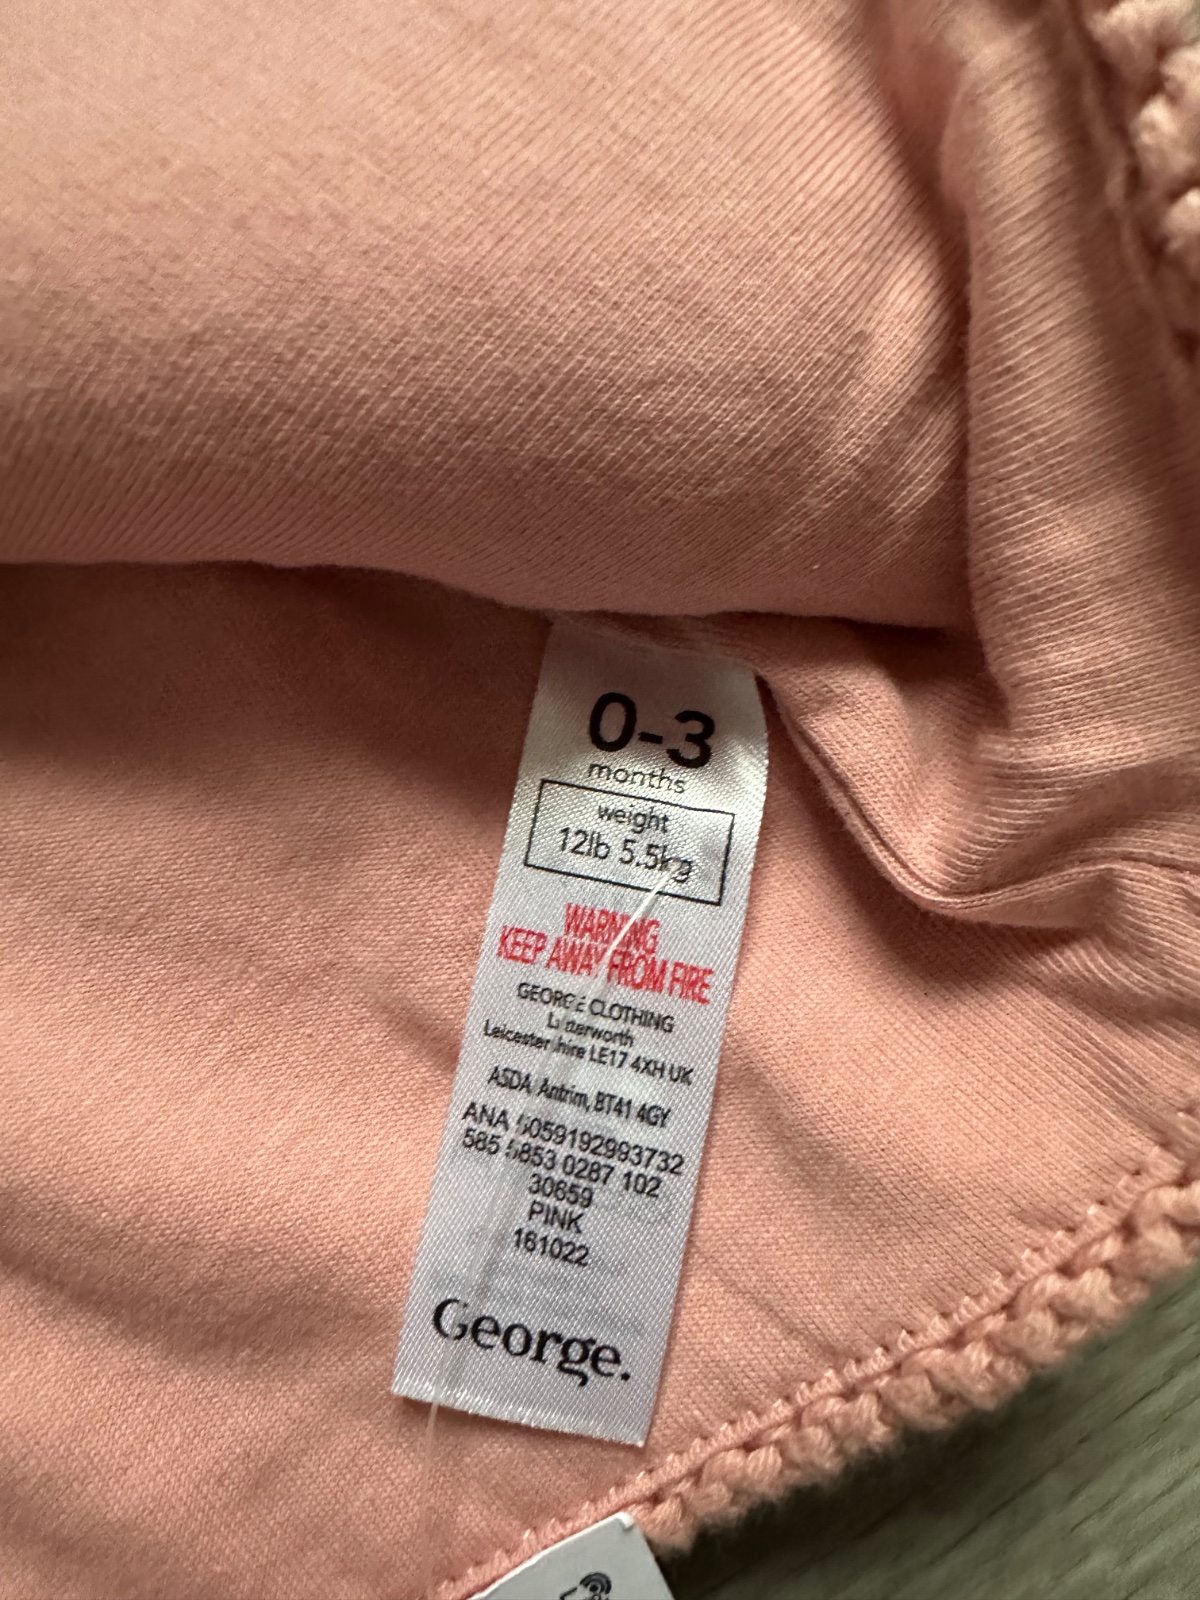 0-3
months
weight
12lb 5.5kg
WARNING
KEEP AWAY FROM FIRE
GEORGE CLOTHING
Lutterworth
Leicestershire LE17 4XH UK
ASDA, Antrim, BT41 4GY
ANA 5059192993732
585 5853 0287 102
30659
PINK
161022
George.